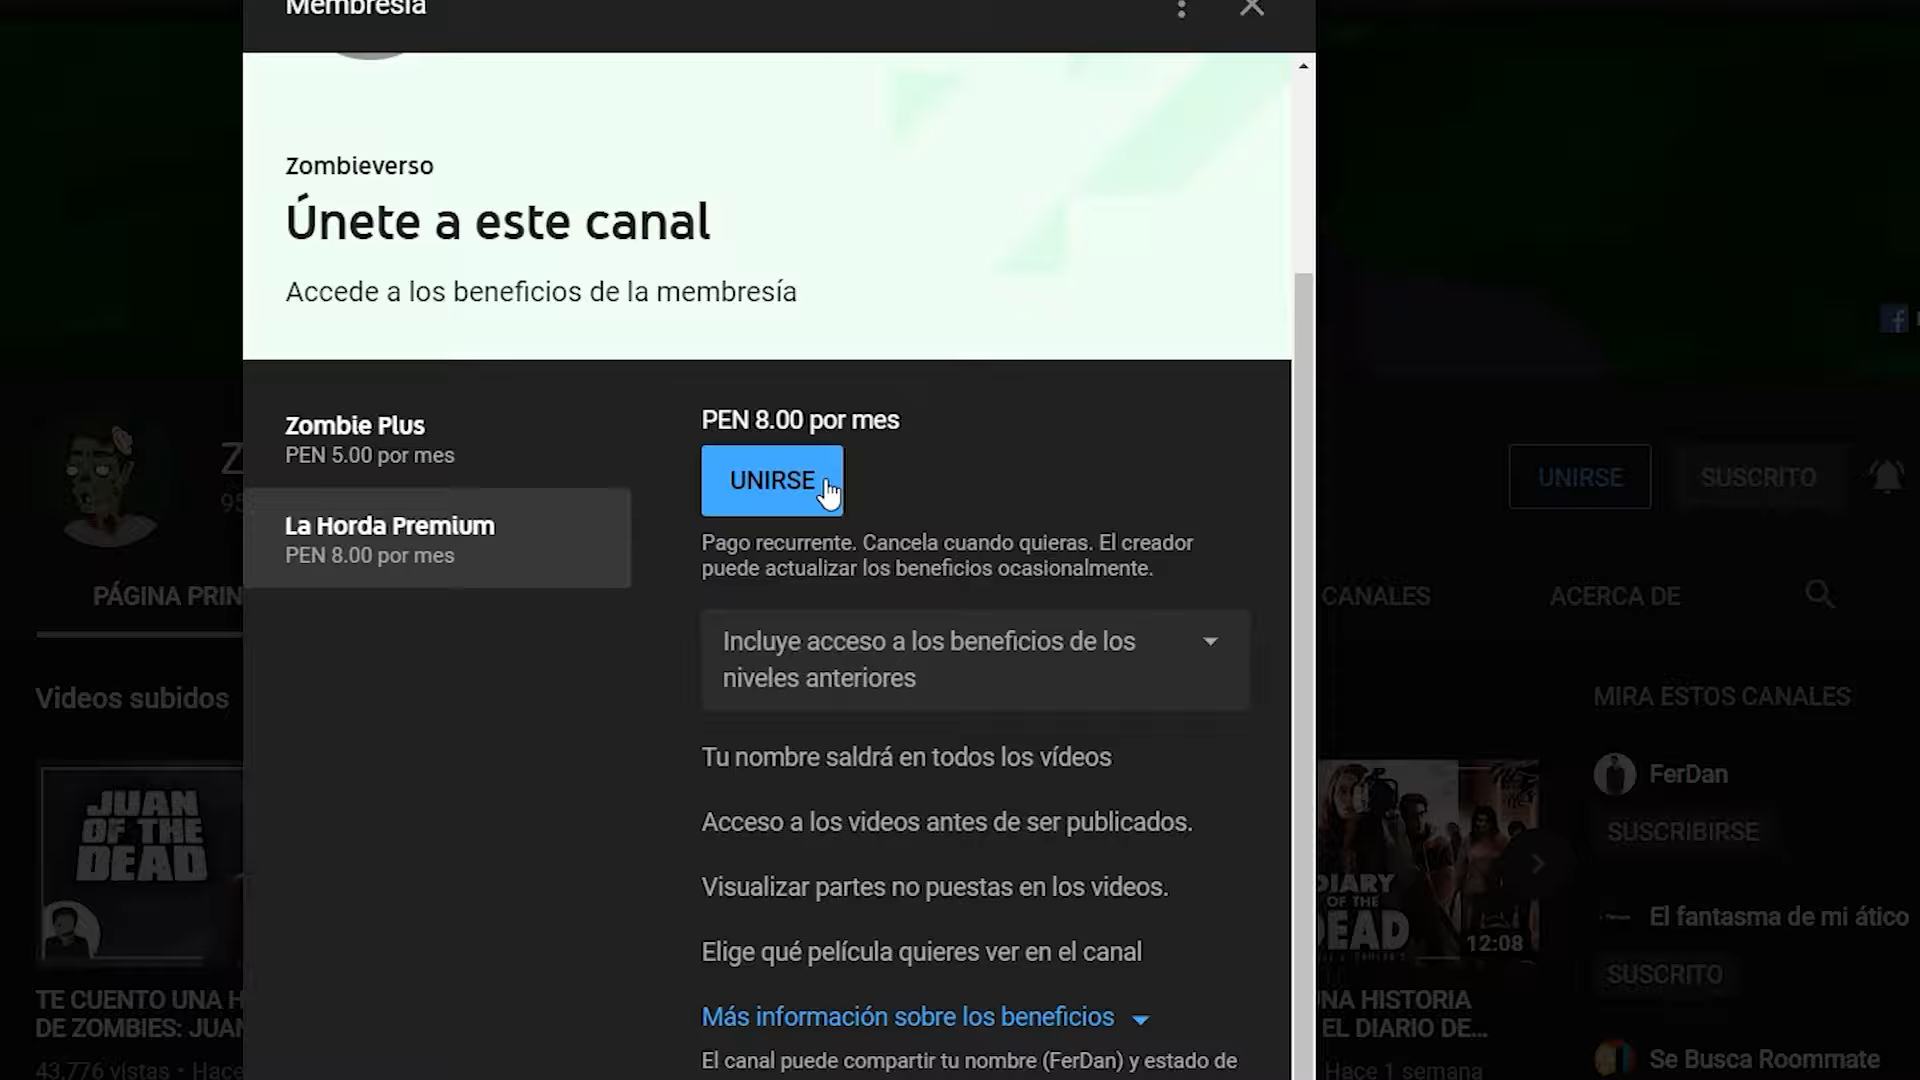 Membresía
Zombieverso
Únete a este canal
Accede a los beneficios de la membresía
Zombie Plus
PEN 5.00 por mes
La Horda Premium
PEN 8.00 por mes
PEN 8.00 por mes
UNIRSE
Pago recurrente. Cancela cuando quieras. El creador
puede actualizar los beneficios ocasionalmente.
Incluye acceso a los beneficios de los
niveles anteriores
Tu nombre saldrá en todos los vídeos
Acceso a los videos antes de ser publicados.
Visualizar partes no puestas en los videos.
Elige qué película quieres ver en el canal
Más información sobre los beneficios
El canal puede compartir tu nombre (FerDan) y estado de
Z
95
UNIRSE
SUSCRITO
PÁGINA PRIN
CANALES
ACERCA DE
Videos subidos
JUAN
OF THE
DEAD
TE CUENTO UNA H
DE ZOMBIES: JUAN
43,776 vistas • Hace
DIARY
OF THE
DEAD
12:08
UNA HISTORIA
EL DIARIO DE...
Hace 1 semana
MIRA ESTOS CANALES
FerDan
SUSCRIBIRSE
El fantasma de mi ático
SUSCRITO
Se Busca Roommate